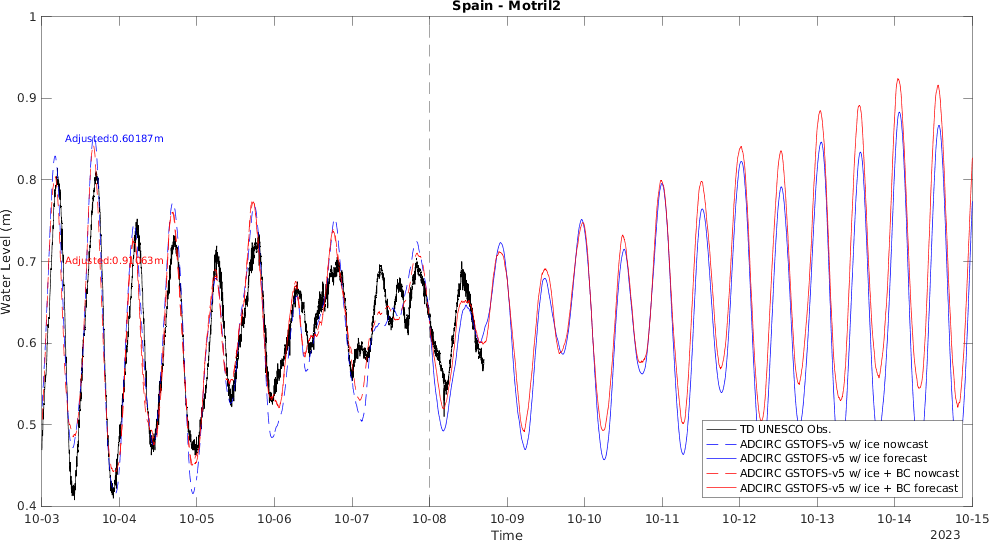 Spain - Motril2
Water Level (m)
1
0.9
0.8
0.7
0.6
0.5
0.4
Adjusted:0.60187m
10-03
10-04
10-05
10-06
10-07
10-08
10-09
10-10
10-11
10-12
10-13
10-14
10-15
Time
2023
TD UNESCO Obs.
ADCIRC GSTOFS-v5 w/ ice nowcast
ADCIRC GSTOFS-v5 w/ ice forecast
ADCIRC GSTOFS-v5 w/ ice + BC nowcast
ADCIRC GSTOFS-v5 w/ ice + BC forecast